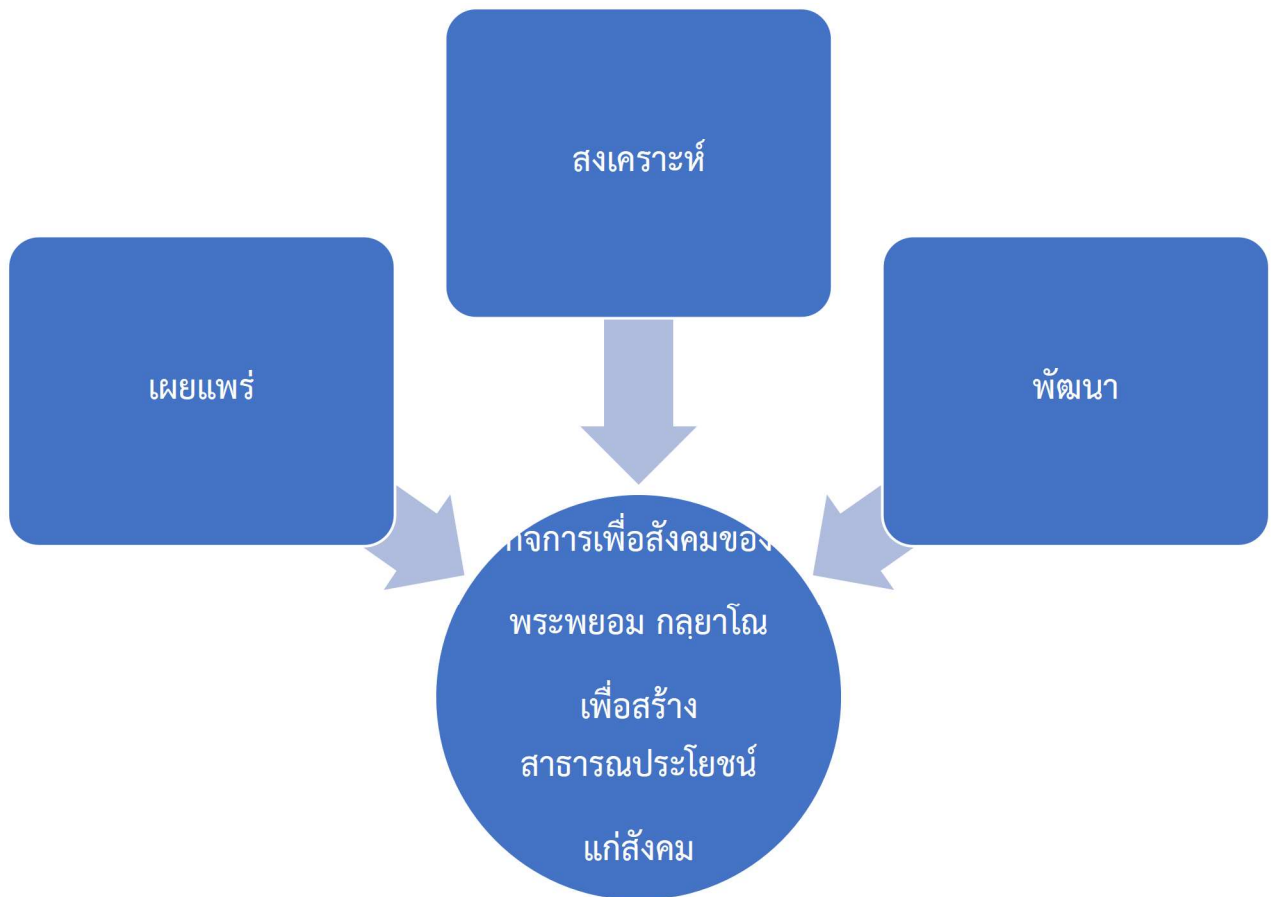 สงเคราะห์
เผยแพร่
พัฒนา
กิจการเพื่อสังคมของ
พระพยอม กลฺยาโณ
เพื่อสร้าง
สาธารณประโยชน์
แก่สังคม